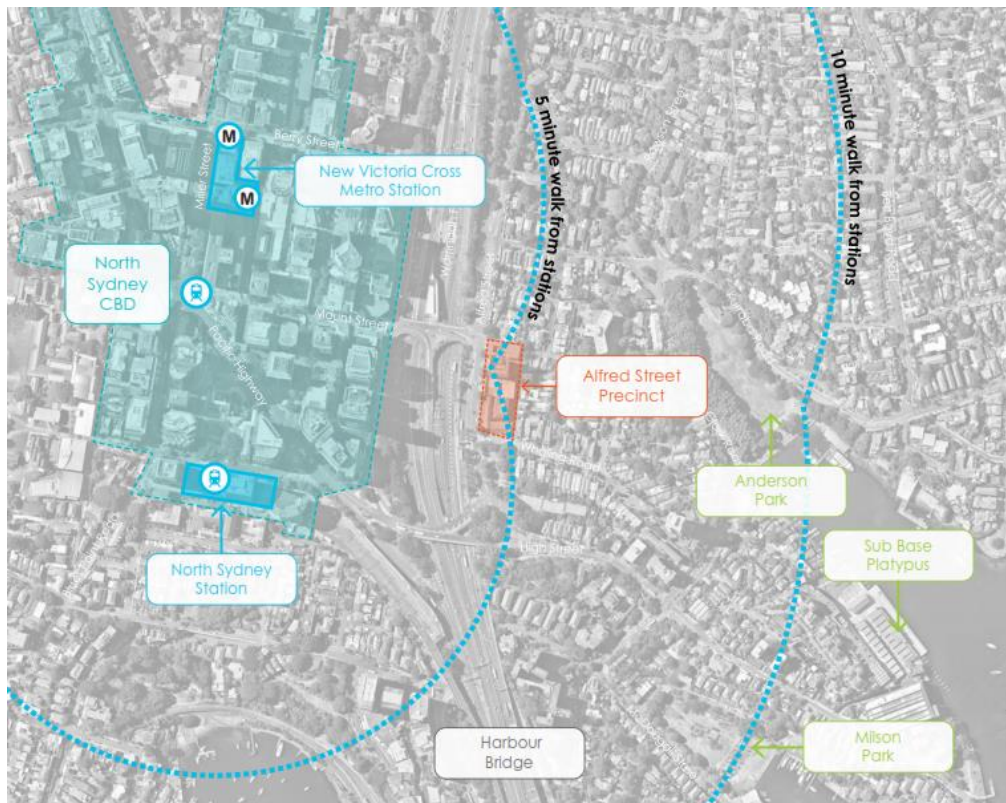 5 minute walk from stations
10 minute walk from stations
M
Berry Street
Miller Street
New Victoria Cross
Metro Station
M
North
Sydney
CBD
Mount Street
Pacific Highway
Alfred Street
Precinct
Anderson
Park
North Sydney
Station
High Street
Sub Base
Platypus
Harbour
Bridge
Milson
Park